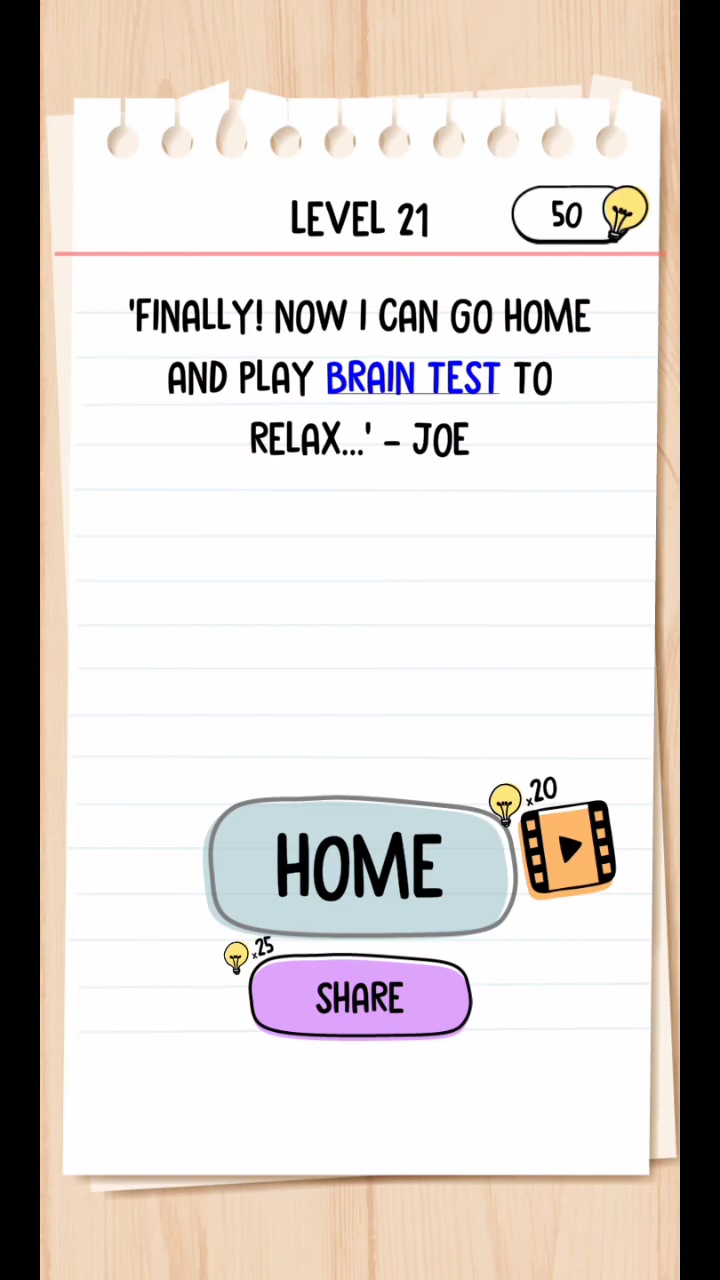 LEVEL 21
50
'FINALLY! NOW I CAN GO HOME
AND PLAY BRAIN TEST TO
RELAX...' – JOE
x20
HOME
x25
SHARE